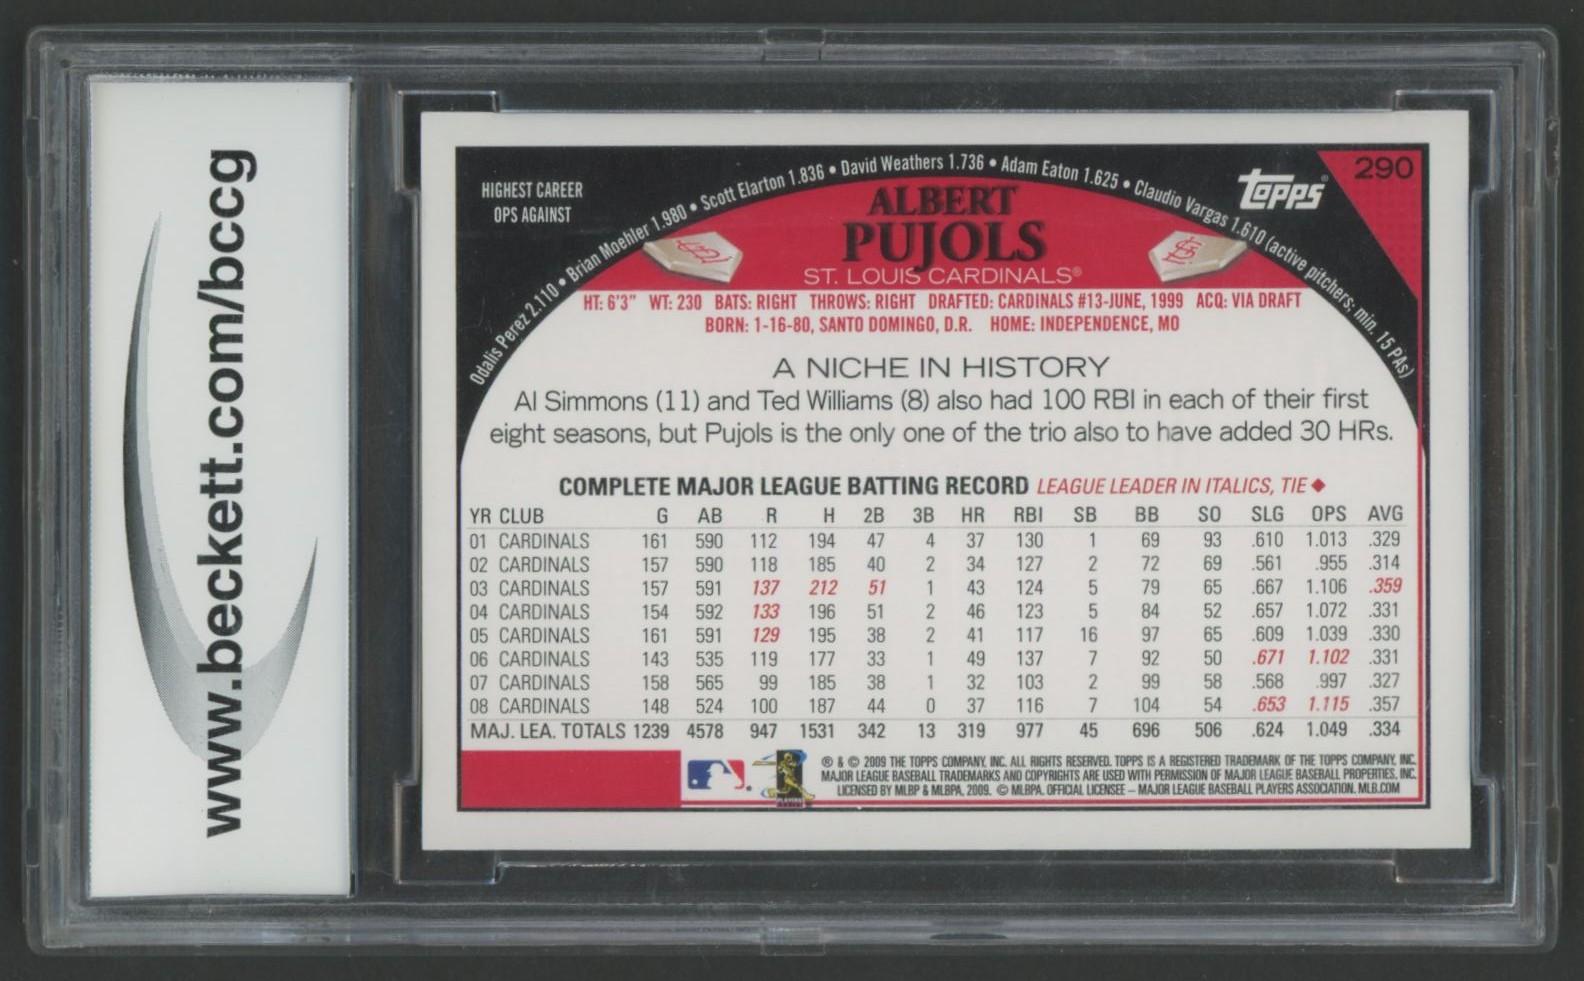 www.beckett.com/bccg
HIGHEST CAREER
OPS AGAINST
Odalis Perez 2.110 • Brian Moehler 1.980 • Scott Elarton 1.836 • David Weathers 1.736 • Adam Eaton 1.625 • Claudio Vargas 1.610 (active pitchers; min. 15 PAs)
topps®
290
ALBERT
PUJOLS
ST. LOUIS CARDINALS®
HT: 6'3" WT: 230 BATS: RIGHT THROWS: RIGHT DRAFTED: CARDINALS #13-JUNE, 1999 ACQ: VIA DRAFT
BORN: 1-16-80, SANTO DOMINGO, D.R. HOME: INDEPENDENCE, MO
A NICHE IN HISTORY
Al Simmons (11) and Ted Williams (8) also had 100 RBI in each of their first
eight seasons, but Pujols is the only one of the trio also to have added 30 HRs.
COMPLETE MAJOR LEAGUE BATTING RECORD LEAGUE LEADER IN ITALICS, TIE ♦
YR CLUB G AB R H 2B 3B HR RBI SB BB SO SLG OPS AVG
01 CARDINALS 161 590 112 194 47 4 37 130 1 69 93 .610 1.013 .329
02 CARDINALS 157 590 118 185 40 2 34 127 2 72 69 .561 .955 .314
03 CARDINALS 157 591 137 212 51 1 43 124 5 79 65 .667 1.106 .359
04 CARDINALS 154 592 133 196 51 2 46 123 5 84 52 .657 1.072 .331
05 CARDINALS 161 591 129 195 38 2 41 117 16 97 65 .609 1.039 .330
06 CARDINALS 143 535 119 177 33 1 49 137 7 92 50 .671 1.102 .331
07 CARDINALS 158 565 99 185 38 1 32 103 2 99 58 .568 .997 .327
08 CARDINALS 148 524 100 187 44 0 37 116 7 104 54 .653 1.115 .357
MAJ. LEA. TOTALS 1239 4578 947 1531 342 13 319 977 45 696 506 .624 1.049 .334
® & © 2009 THE TOPPS COMPANY, INC. ALL RIGHTS RESERVED. TOPPS IS A REGISTERED TRADEMARK OF THE TOPPS COMPANY, INC.
MAJOR LEAGUE BASEBALL TRADEMARKS AND COPYRIGHTS ARE USED WITH PERMISSION OF MAJOR LEAGUE BASEBALL PROPERTIES, INC.
LICENSED BY MLBP & MLBPA, 2009. © MLBPA. OFFICIAL LICENSEE – MAJOR LEAGUE BASEBALL PLAYERS ASSOCIATION. MLB.COM